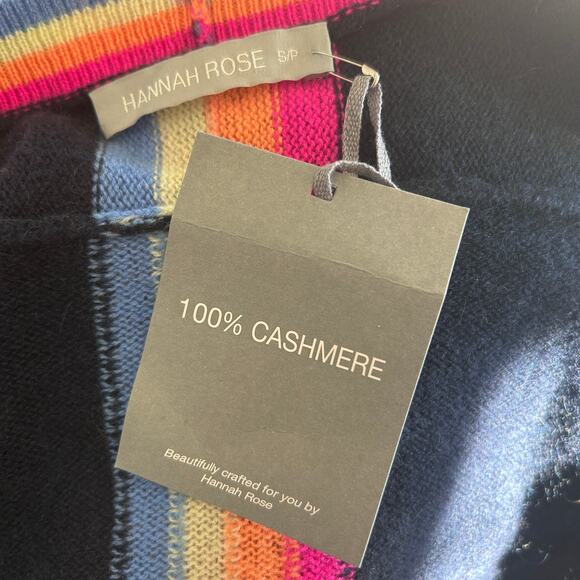 HANNAH ROSE S/P
100% CASHMERE
Beautifully crafted for you by
Hannah Rose